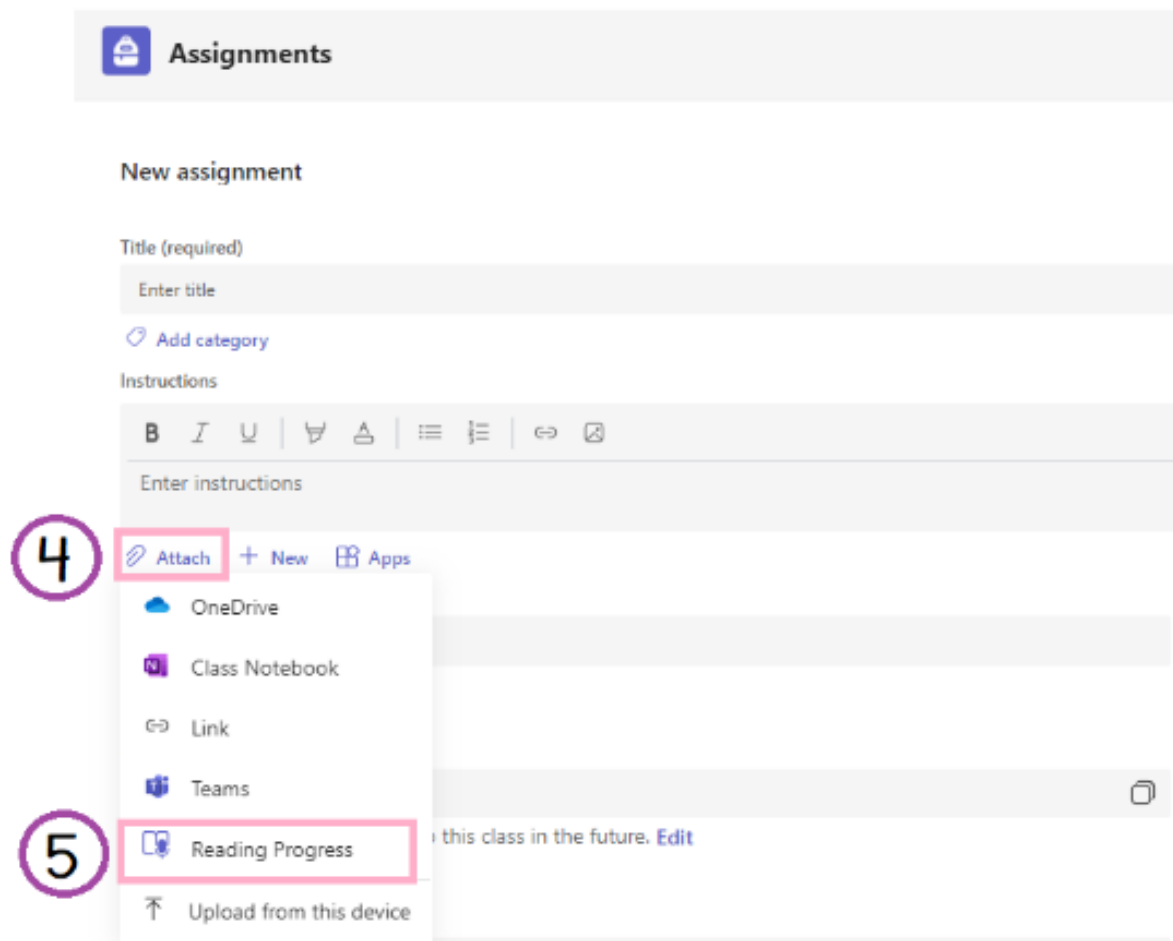 Assignments
New assignment
Title (required)
Enter title
Add category
Instructions
B I U A
Enter instructions
4 Attach + New Apps
OneDrive
Class Notebook
Link
Teams
this class in the future. Edit
5 Reading Progress
Upload from this device